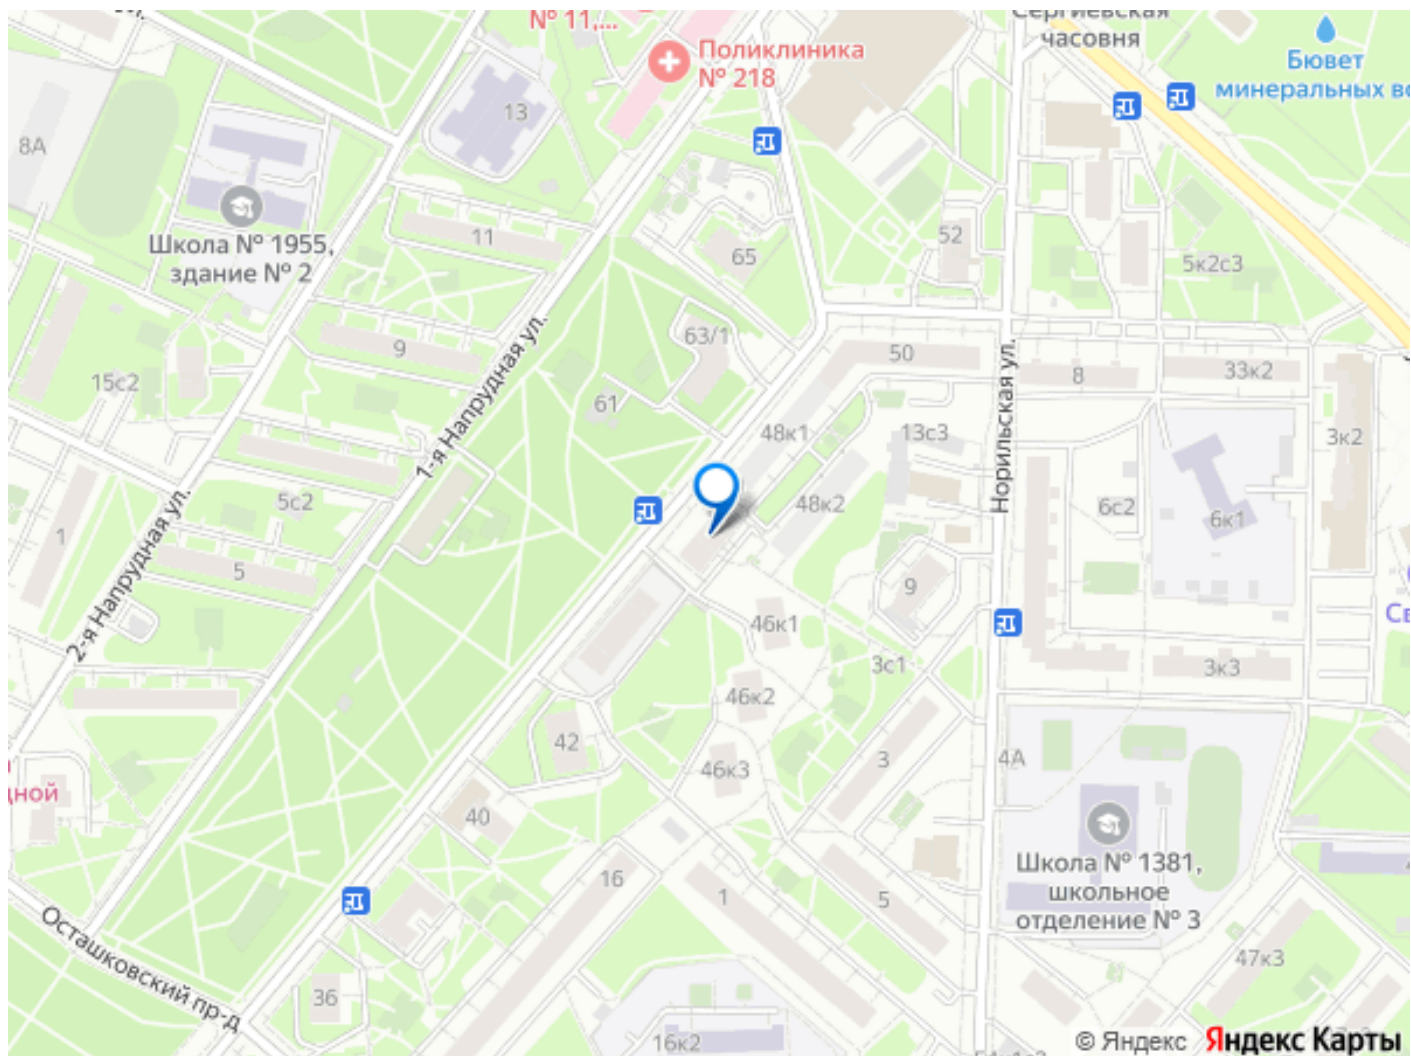 № 11,...
Поликлиника
№ 218
Сергиевская
часовня
Бювет
минеральных во
8А
13
Школа № 1955,
здание № 2
11
65
52
5к2с3
15с2
9
1-я Напрудная ул.
63/1
50
Норильская ул.
8
33к2
61
48к1
13с3
3к2
5с2
48к2
6с2
6к1
1
2-я Напрудная ул.
5
9
46к1
Св
3с1
3к3
46к2
42
46к3
3
4А
дной
40
Школа № 1381,
школьное
отделение № 3
16
1
5
Осташковский пр-д
47к3
36
16к2
© Яндекс Яндекс Карты